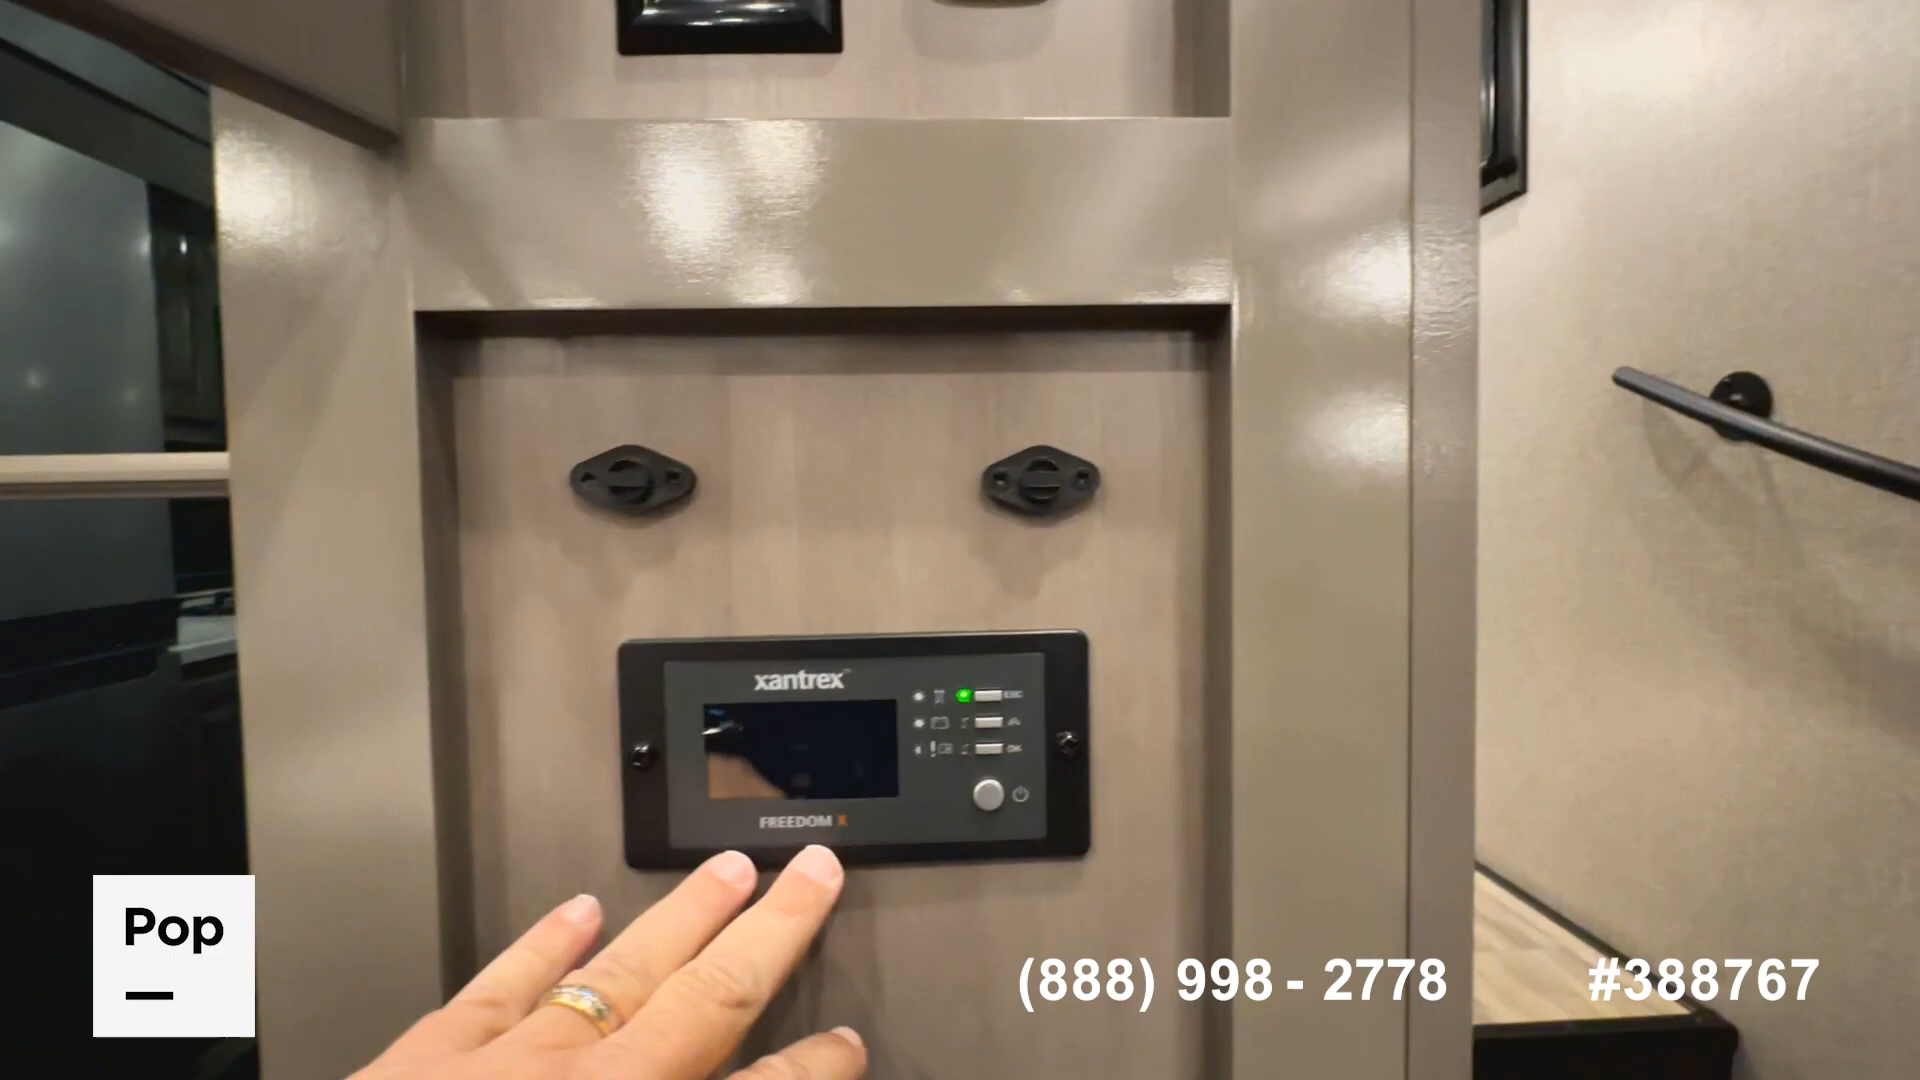 xantrex
ESC
OK
FREEDOM X
Pop
(888) 998 - 2778
#388767